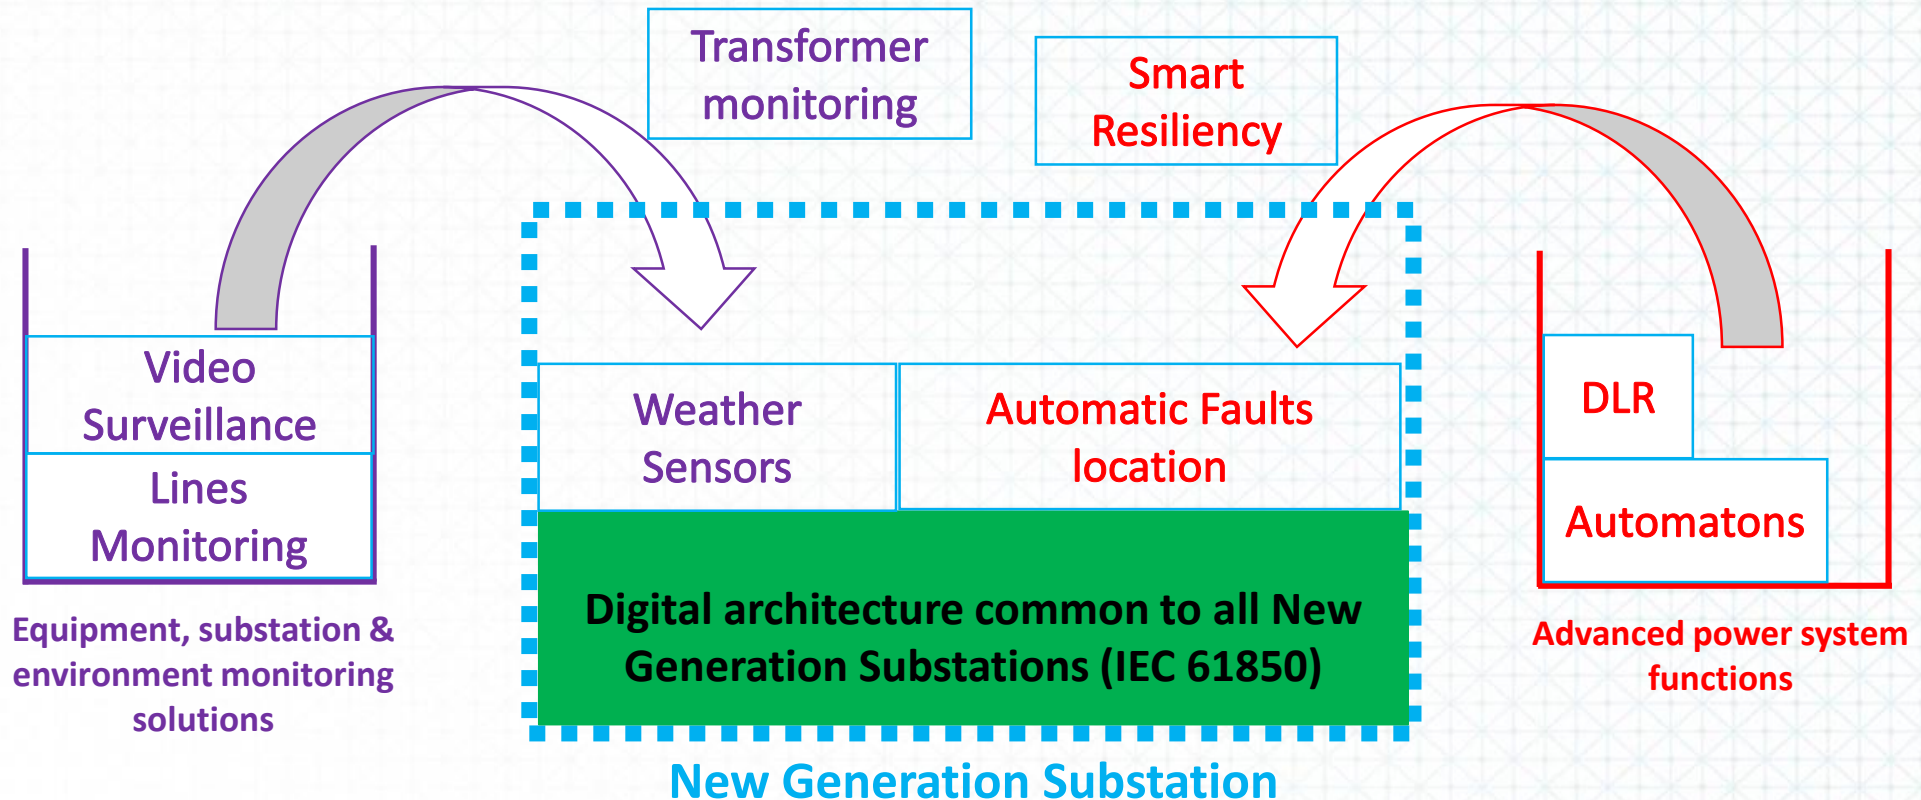 Transformer
monitoring
Smart
Resiliency
Video
Surveillance
Lines
Monitoring
Equipment, substation &
environment monitoring
solutions
Weather
Sensors
Automatic Faults
location
Digital architecture common to all New
Generation Substations (IEC 61850)
New Generation Substation
DLR
Automatons
Advanced power system
functions